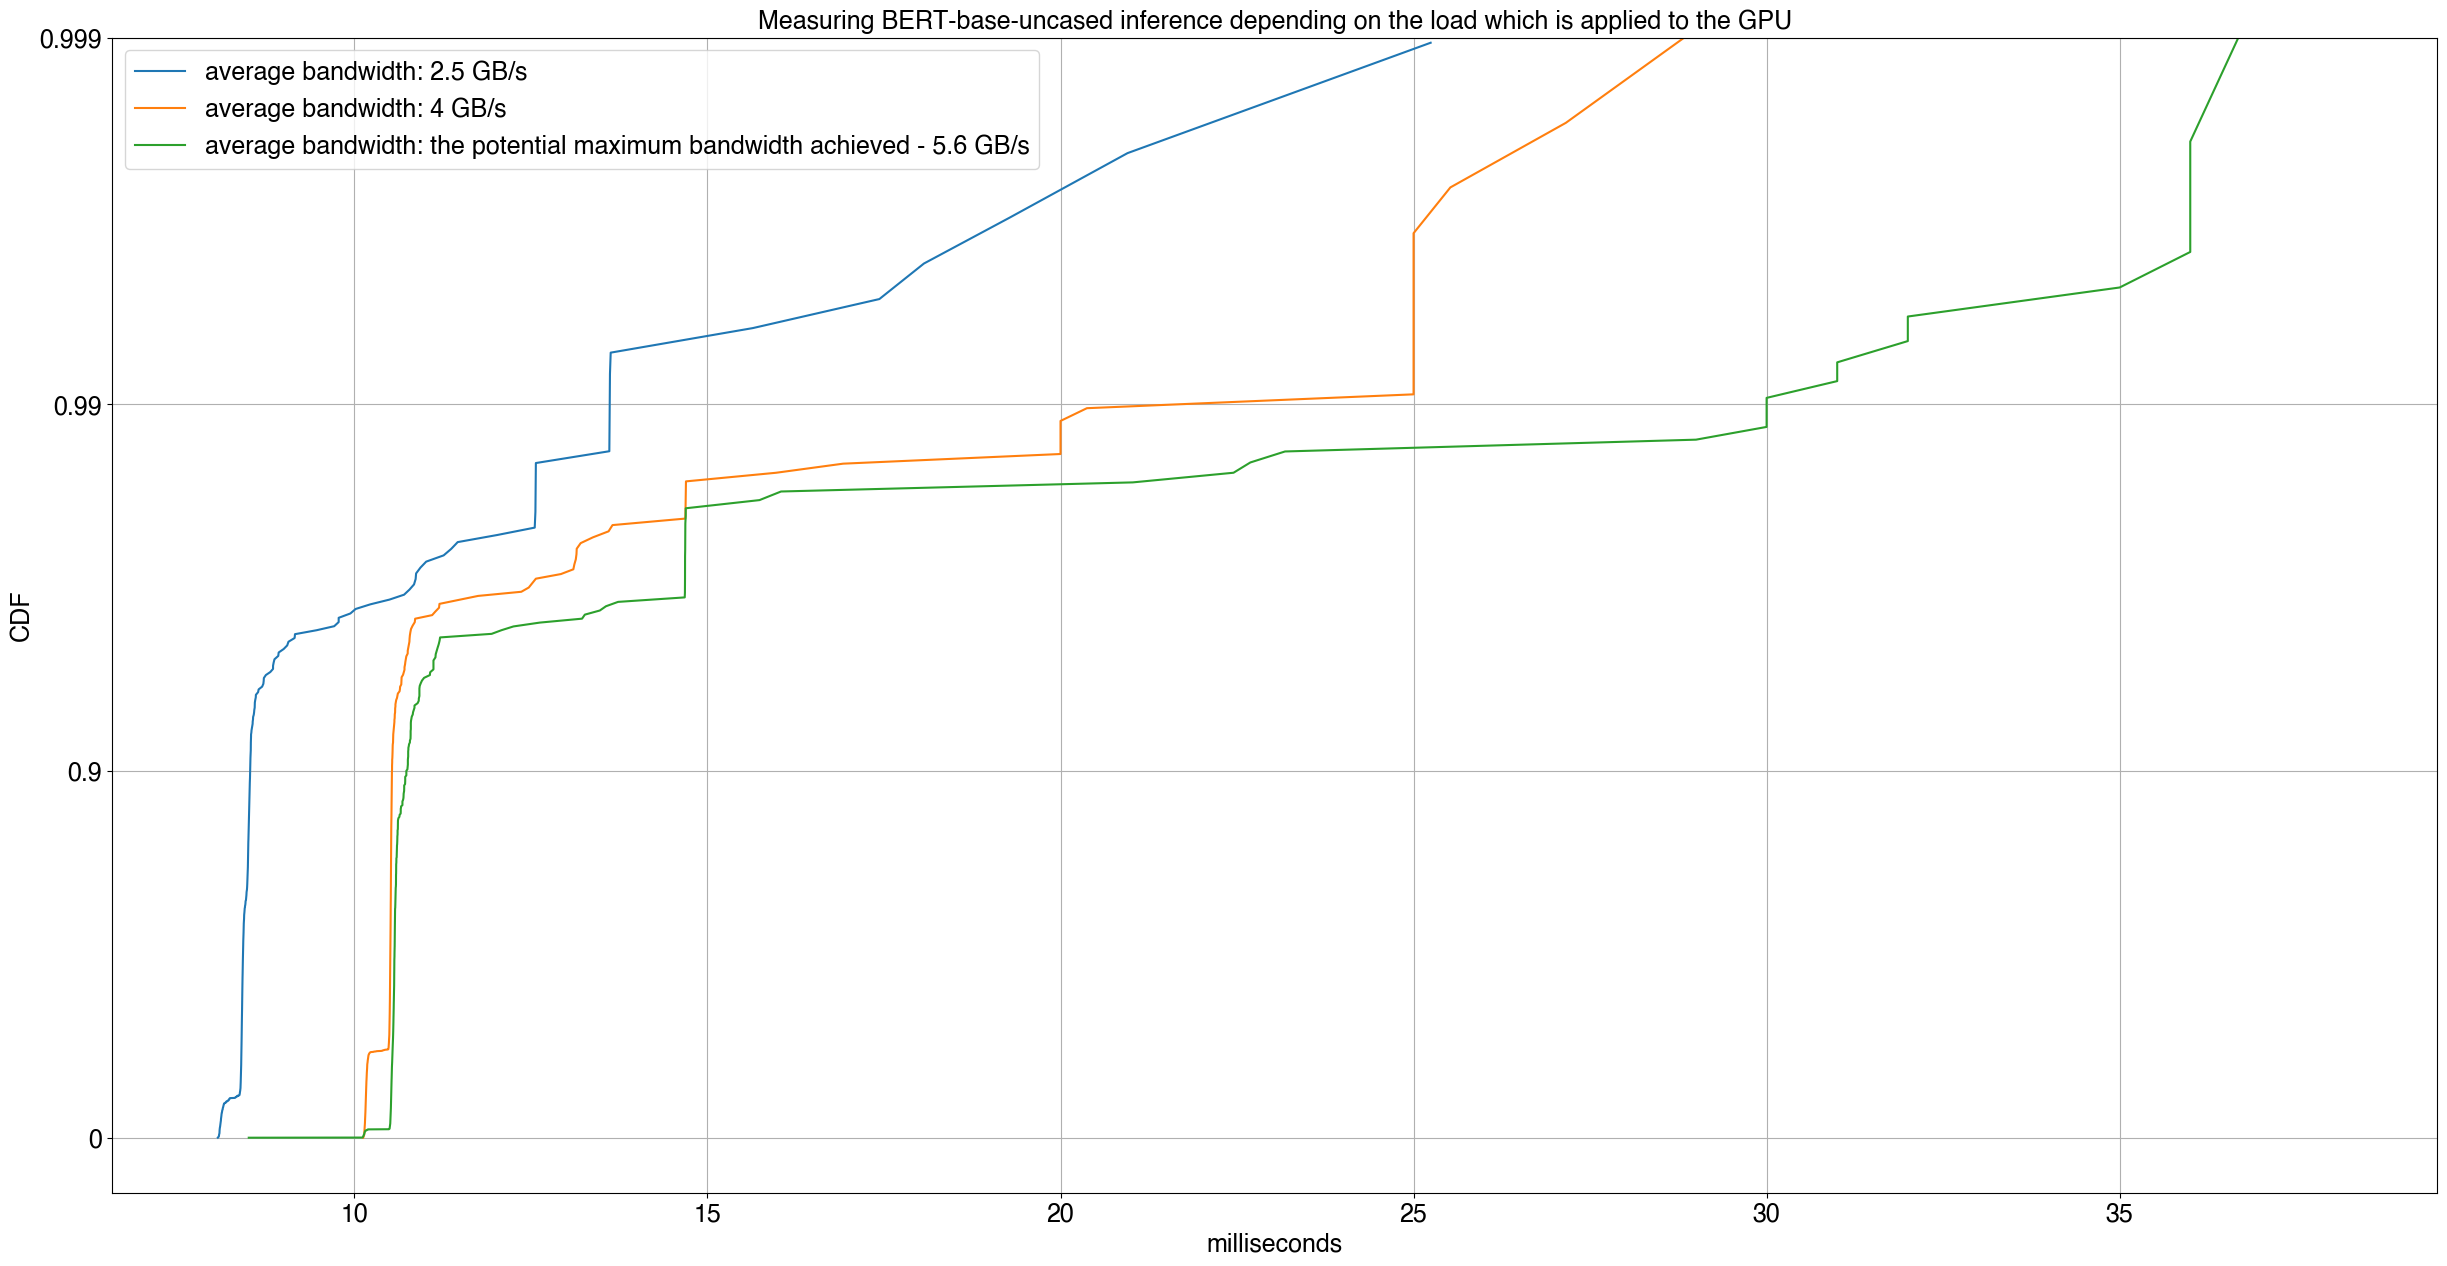 Measuring BERT-base-uncased inference depending on the load which is applied to the GPU
0.999
average bandwidth: 2.5 GB/s
average bandwidth: 4 GB/s
average bandwidth: the potential maximum bandwidth achieved - 5.6 GB/s
0.99
CDF
0.9
0
10 15 20 25 30 35
milliseconds